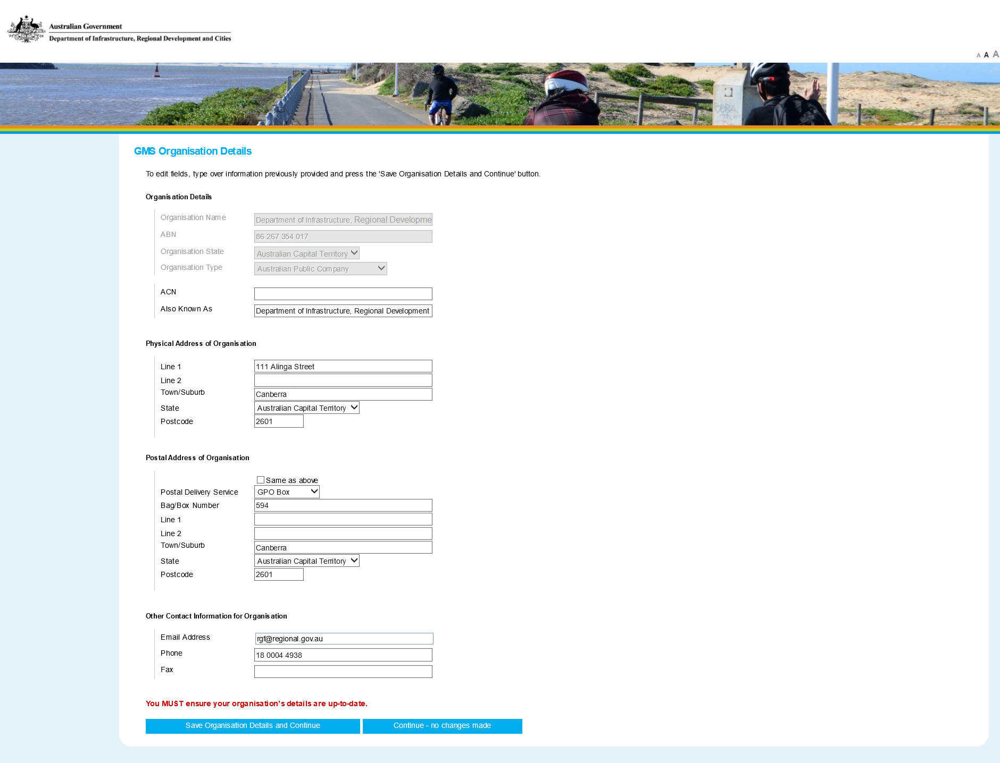 Australian Government
Department of Infrastructure, Regional Development and Cities
A A A
GMS Organisation Details
To edit fields, type over information previously provided and press the 'Save Organisation Details and Continue' button.
Organisation Details
Organisation Name Department of Infrastructure, Regional Developme
ABN 86 267 354 017
Organisation State Australian Capital Territory
Organisation Type Australian Public Company
ACN
Also Known As Department of Infrastructure, Regional Development
Physical Address of Organisation
Line 1 111 Alinga Street
Line 2
Town/Suburb Canberra
State Australian Capital Territory
Postcode 2601
Postal Address of Organisation
Same as above
Postal Delivery Service GPO Box
Bag/Box Number 594
Line 1
Line 2
Town/Suburb Canberra
State Australian Capital Territory
Postcode 2601
Other Contact Information for Organisation
Email Address rgf@regional.gov.au
Phone 18 0004 4938
Fax
You MUST ensure your organisation's details are up-to-date.
Save Organisation Details and Continue Continue - no changes made